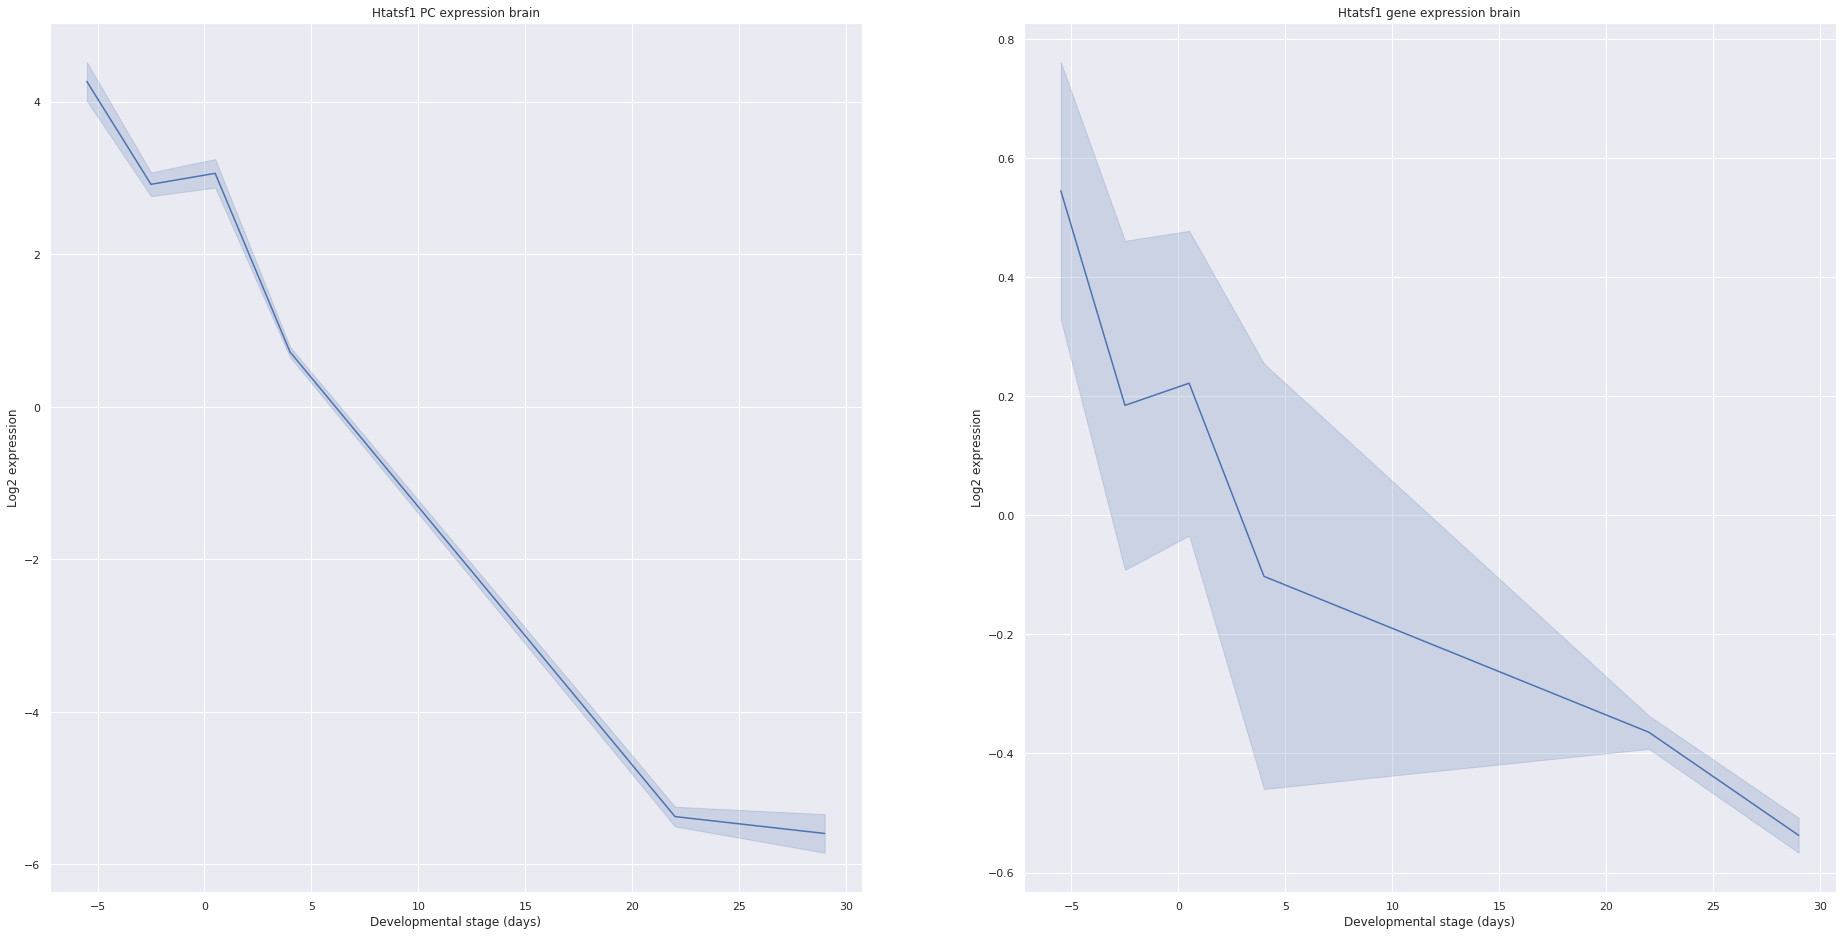 Htatsf1 PC expression brain
4
2
0
−2
−4
−6
Log2 expression
−5 0 5 10 15 20 25 30
Developmental stage (days)
Htatsf1 gene expression brain
0.8
0.6
0.4
0.2
0.0
−0.2
−0.4
−0.6
Log2 expression
−5 0 5 10 15 20 25 30
Developmental stage (days)